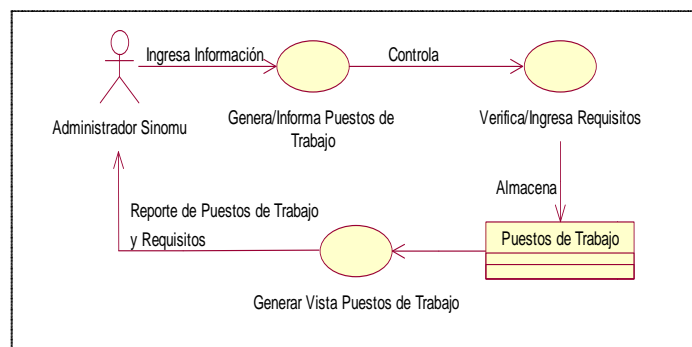 Ingresa Información
Controla
Administrador Sinomu
Genera/Informa Puestos de
Trabajo
Verifica/Ingresa Requisitos
Almacena
Reporte de Puestos de Trabajo
y Requisitos
Puestos de Trabajo
Generar Vista Puestos de Trabajo